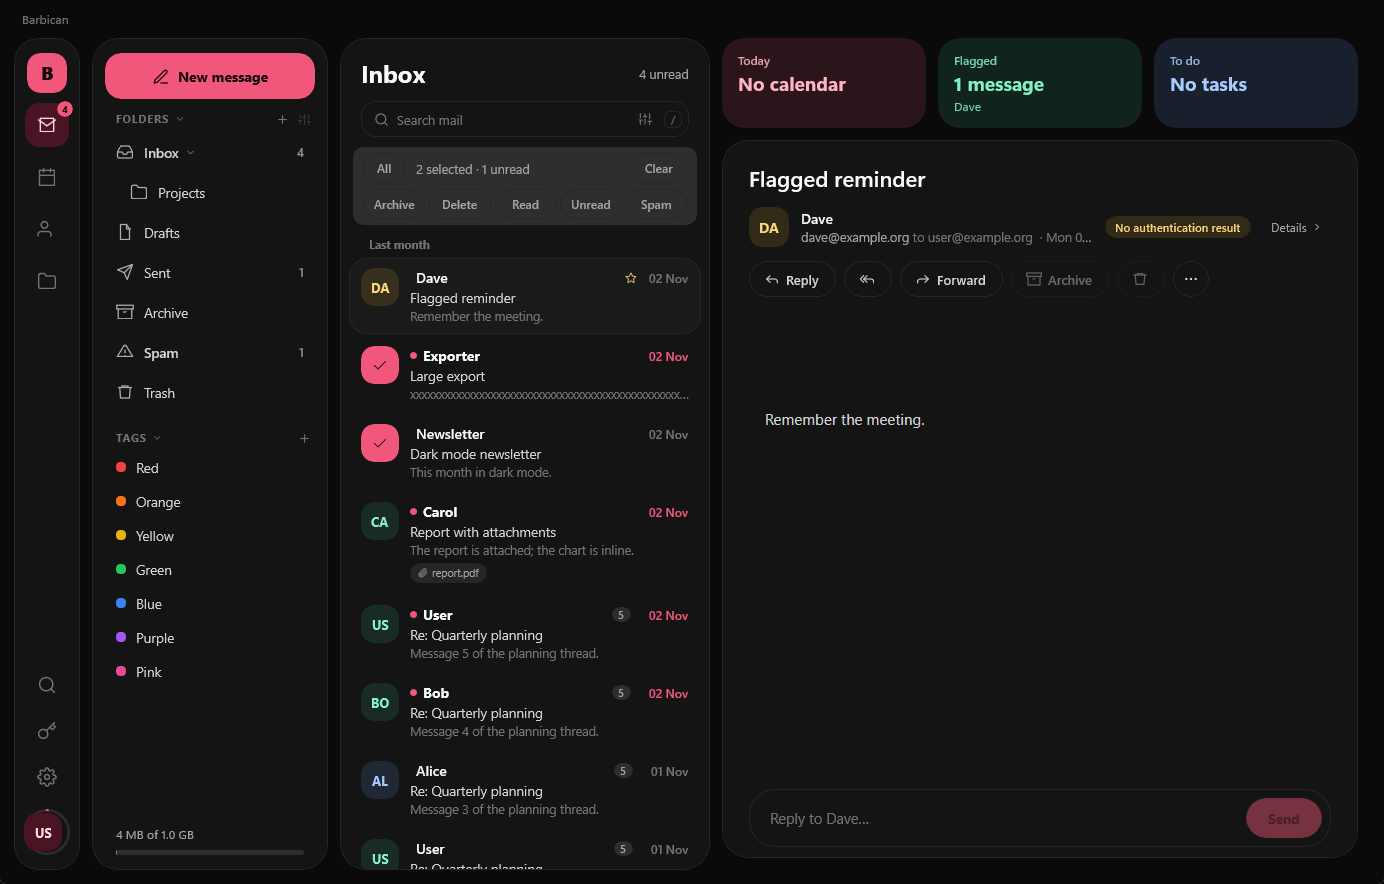 Barbican
B
4
US
New message
FOLDERS
Inbox 4
Projects
Drafts
Sent 1
Archive
Spam 1
Trash
TAGS
Red
Orange
Yellow
Green
Blue
Purple
Pink
4 MB of 1.0 GB
Inbox 4 unread
Search mail /
All 2 selected · 1 unread Clear
Archive Delete Read Unread Spam
Last month
DA Dave 02 Nov
Flagged reminder
Remember the meeting.
Exporter 02 Nov
Large export
Newsletter 02 Nov
Dark mode newsletter
This month in dark mode.
CA Carol 02 Nov
Report with attachments
The report is attached; the chart is inline.
report.pdf
US User 5 02 Nov
Re: Quarterly planning
Message 5 of the planning thread.
BO Bob 5 02 Nov
Re: Quarterly planning
Message 4 of the planning thread.
AL Alice 5 01 Nov
Re: Quarterly planning
Message 3 of the planning thread.
US User 5 01 Nov
Re: Quarterly planning
Today
No calendar
Flagged
1 message
Dave
To do
No tasks
Flagged reminder
DA Dave
dave@example.org to user@example.org · Mon 0...
No authentication result Details
Reply Forward Archive
Remember the meeting.
Reply to Dave... Send